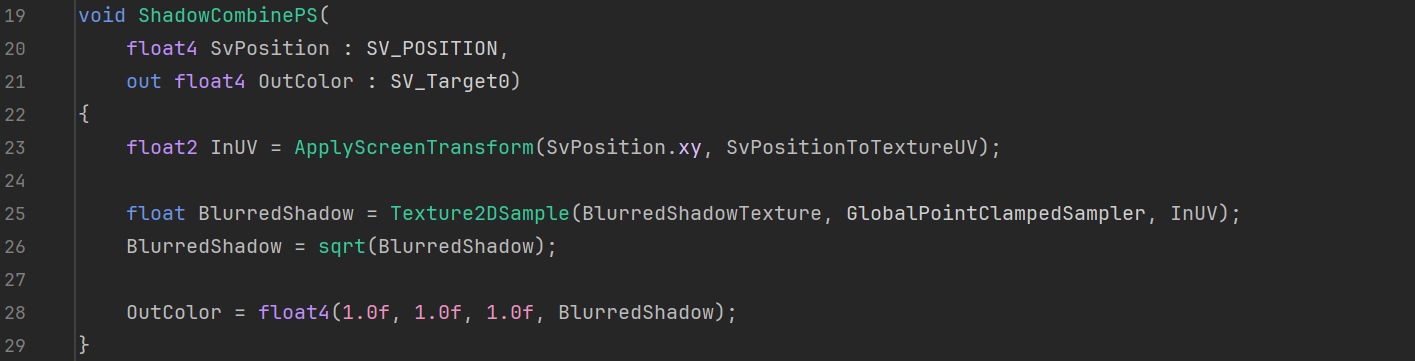 19 void ShadowCombinePS(
20     float4 SvPosition : SV_POSITION,
21     out float4 OutColor : SV_Target0)
22 {
23     float2 InUV = ApplyScreenTransform(SvPosition.xy, SvPositionToTextureUV);
24
25     float BlurredShadow = Texture2DSample(BlurredShadowTexture, GlobalPointClampedSampler, InUV);
26     BlurredShadow = sqrt(BlurredShadow);
27
28     OutColor = float4(1.0f, 1.0f, 1.0f, BlurredShadow);
29 }